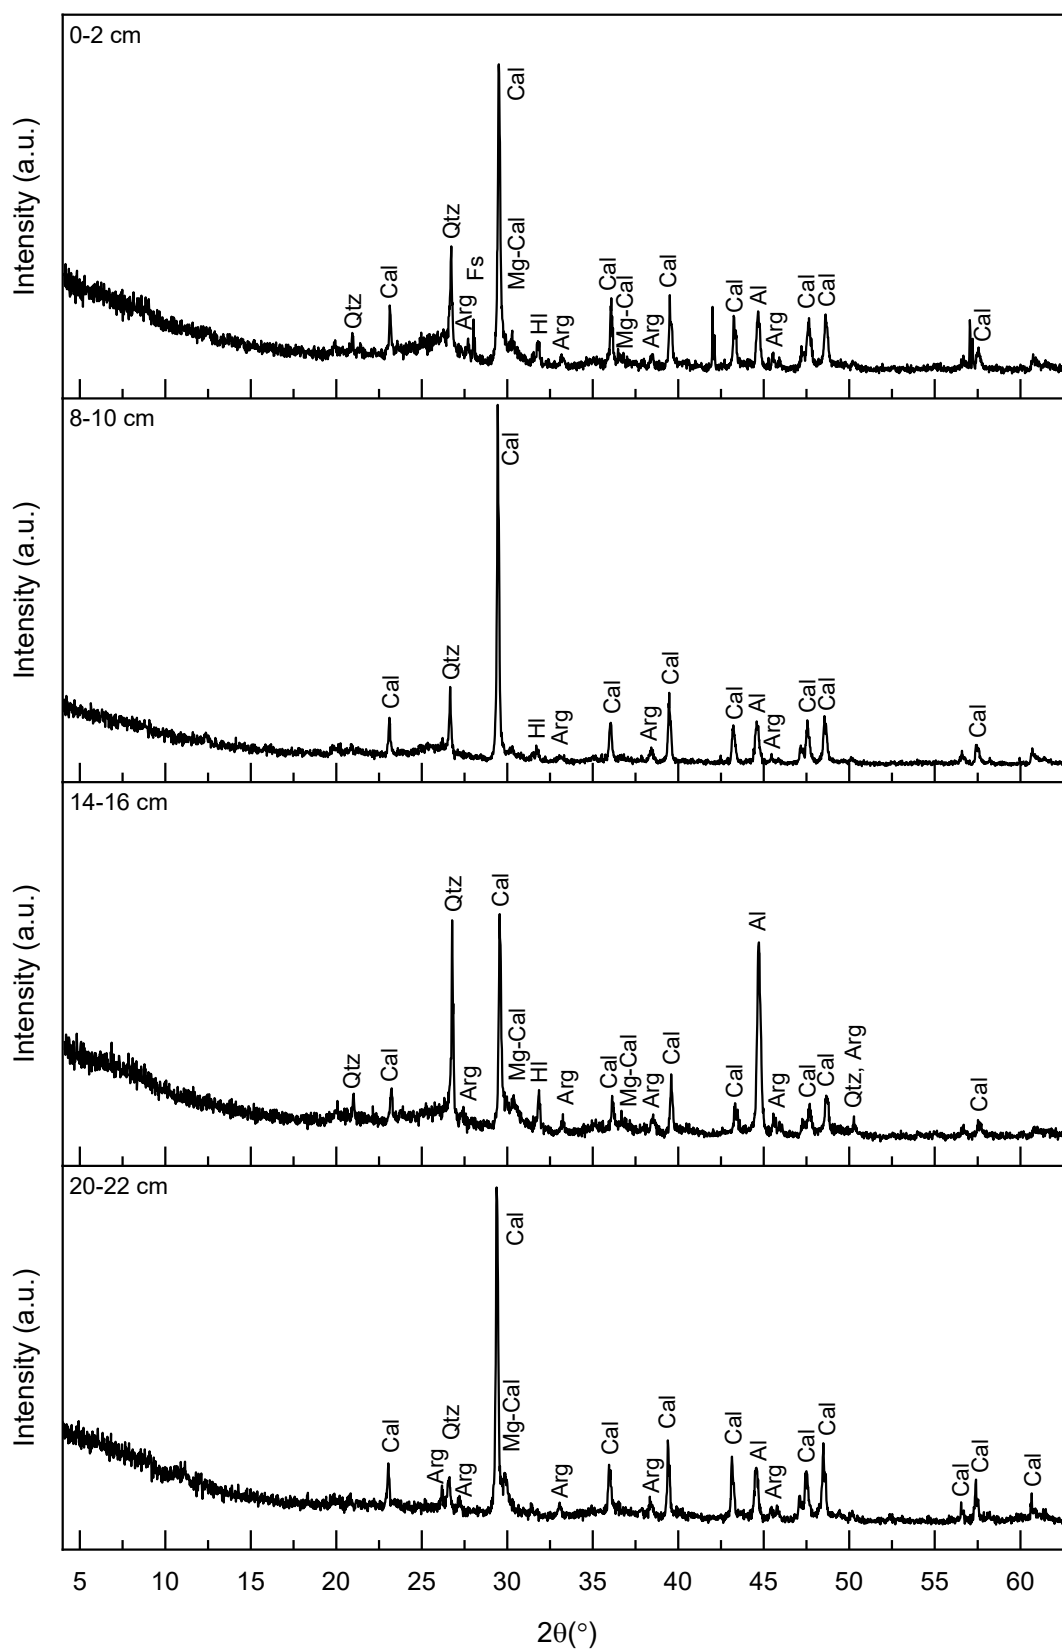 0-2 cm
Intensity (a.u.)
Qtz
Cal
Qtz
Arg
Fs
Cal
Mg-Cal
Hl
Arg
Cal
Mg-Cal
Arg
Cal
Cal
Al
Arg
Cal
Cal
Cal
8-10 cm
Intensity (a.u.)
Cal
Qtz
Cal
Hl
Arg
Cal
Arg
Cal
Cal
Al
Arg
Cal
Cal
Cal
14-16 cm
Intensity (a.u.)
Qtz
Cal
Qtz
Arg
Cal
Mg-Cal
Hl
Arg
Cal
Mg-Cal
Arg
Cal
Cal
Al
Arg
Cal
Cal
Qtz, Arg
Cal
20-22 cm
Intensity (a.u.)
Cal
Arg
Qtz
Arg
Cal
Mg-Cal
Arg
Cal
Arg
Cal
Cal
Al
Arg
Cal
Cal
Cal
Cal
Cal
5 10 15 20 25 30 35 40 45 50 55 60
2θ(°)